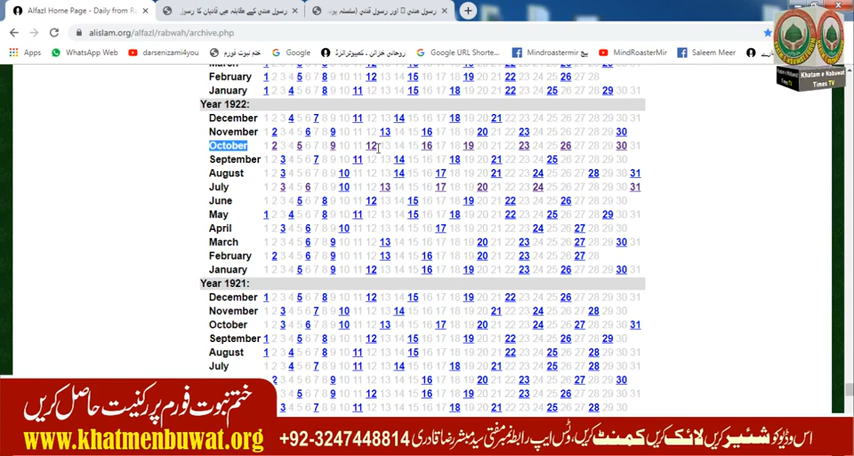 Alfazl Home Page - Daily from Ra
رسول مدنی کے مقابلہ میں قادیان کا رسوا
alislam.org/alfazl/rabwah/archive.php
Apps WhatsApp Web darsenizami4you ختم نبوت فورم Google روحانی خزائن ۔ کمپیوٹرائزڈ Google URL Shorte... Mindroastermir میج MindRoasterMir Saleem Meer
Khatam e Nabuwat
Times TV
February 1 2 3 4 5 6 7 8 9 10 11 12 13 14 15 16 17 18 19 20 21 22 23 24 25 26 27 28
January 1 2 3 4 5 6 7 8 9 10 11 12 13 14 15 16 17 18 19 20 21 22 23 24 25 26 27 28 29 30 31
Year 1922:
December 1 2 3 4 5 6 7 8 9 10 11 12 13 14 15 16 17 18 19 20 21 22 23 24 25 26 27 28 29 30 31
November 1 2 3 4 5 6 7 8 9 10 11 12 13 14 15 16 17 18 19 20 21 22 23 24 25 26 27 28 29 30
October 1 2 3 4 5 6 7 8 9 10 11 12 13 14 15 16 17 18 19 20 21 22 23 24 25 26 27 28 29 30 31
September 1 2 3 4 5 6 7 8 9 10 11 12 13 14 15 16 17 18 19 20 21 22 23 24 25 26 27 28 29 30
August 1 2 3 4 5 6 7 8 9 10 11 12 13 14 15 16 17 18 19 20 21 22 23 24 25 26 27 28 29 30 31
July 1 2 3 4 5 6 7 8 9 10 11 12 13 14 15 16 17 18 19 20 21 22 23 24 25 26 27 28 29 30 31
June 1 2 3 4 5 6 7 8 9 10 11 12 13 14 15 16 17 18 19 20 21 22 23 24 25 26 27 28 29 30
May 1 2 3 4 5 6 7 8 9 10 11 12 13 14 15 16 17 18 19 20 21 22 23 24 25 26 27 28 29 30 31
April 1 2 3 4 5 6 7 8 9 10 11 12 13 14 15 16 17 18 19 20 21 22 23 24 25 26 27 28 29 30
March 1 2 3 4 5 6 7 8 9 10 11 12 13 14 15 16 17 18 19 20 21 22 23 24 25 26 27 28 29 30 31
February 1 2 3 4 5 6 7 8 9 10 11 12 13 14 15 16 17 18 19 20 21 22 23 24 25 26 27 28
January 1 2 3 4 5 6 7 8 9 10 11 12 13 14 15 16 17 18 19 20 21 22 23 24 25 26 27 28 29 30 31
Year 1921:
December 1 2 3 4 5 6 7 8 9 10 11 12 13 14 15 16 17 18 19 20 21 22 23 24 25 26 27 28 29 30 31
November 1 2 3 4 5 6 7 8 9 10 11 12 13 14 15 16 17 18 19 20 21 22 23 24 25 26 27 28 29 30
October 1 2 3 4 5 6 7 8 9 10 11 12 13 14 15 16 17 18 19 20 21 22 23 24 25 26 27 28 29 30 31
September 1 2 3 4 5 6 7 8 9 10 11 12 13 14 15 16 17 18 19 20 21 22 23 24 25 26 27 28 29 30
August 1 2 3 4 5 6 7 8 9 10 11 12 13 14 15 16 17 18 19 20 21 22 23 24 25 26 27 28 29 30 31
July 1 2 3 4 5 6 7 8 9 10 11 12 13 14 15 16 17 18 19 20 21 22 23 24 25 26 27 28 29 30 31
ختم نبوت فورم پر رکنیت حاصل کریں
www.khatmenbuwat.org
اس وڈیو کو شئیر کریں لائک کریں کمنٹ کریں، وٹس ایپ رابطہ نمبر مفتی سید مبشر رضا قادری +92-3247448814